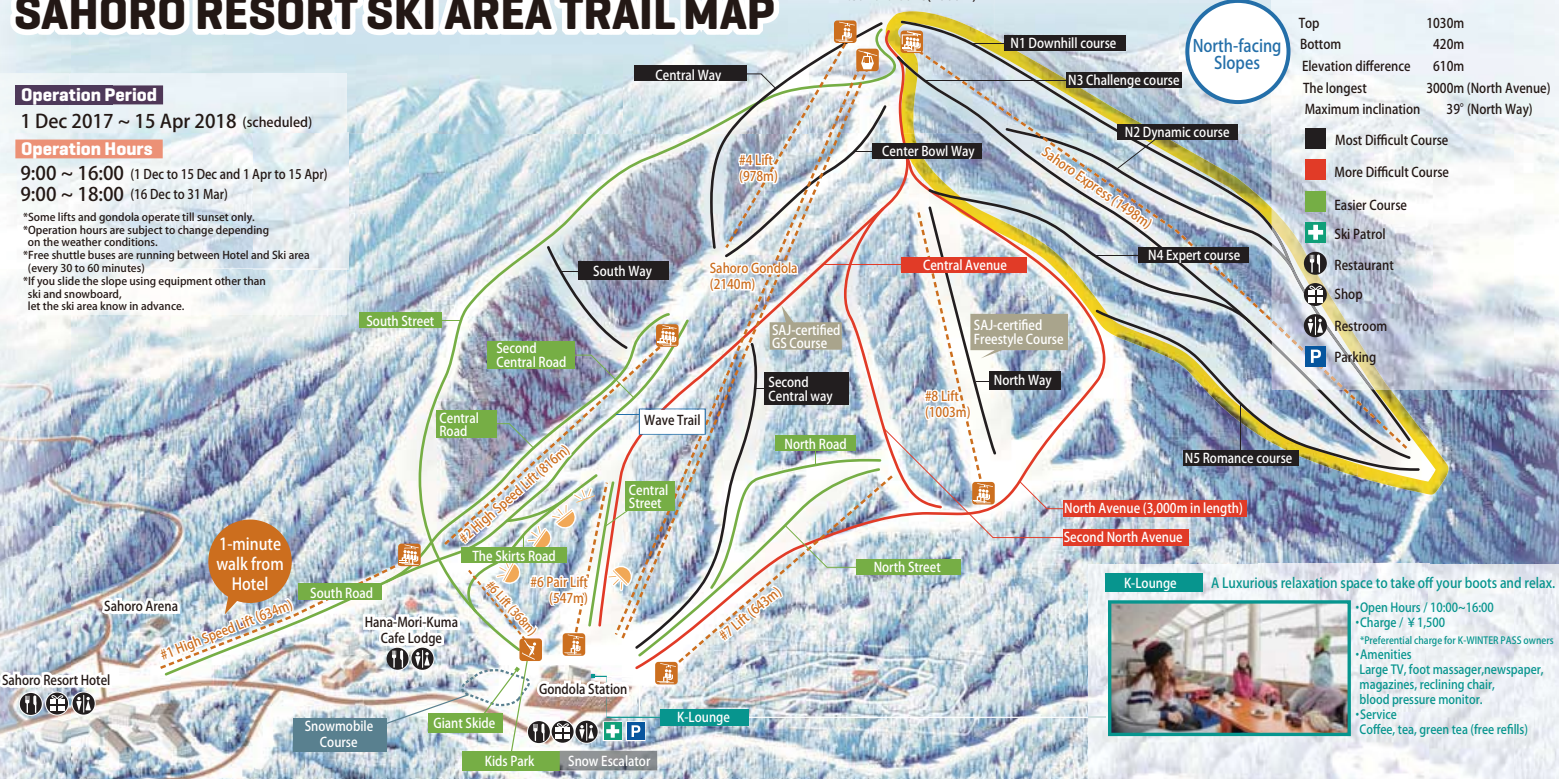 SAHORO RESORT SKI AREA TRAIL MAP
Operation Period
1 Dec 2017 ~ 15 Apr 2018 (scheduled)
Operation Hours
9:00 ~ 16:00 (1 Dec to 15 Dec and 1 Apr to 15 Apr)
9:00 ~ 18:00 (16 Dec to 31 Mar)
*Some lifts and gondola operate till sunset only.
*Operation hours are subject to change depending
on the weather conditions.
*Free shuttle buses are running between Hotel and Ski area
(every 30 to 60 minutes)
*If you slide the slope using equipment other than
ski and snowboard,
let the ski area know in advance.
North-facing
Slopes
Top 1030m
Bottom 420m
Elevation difference 610m
The longest 3000m (North Avenue)
Maximum inclination 39° (North Way)
Most Difficult Course
More Difficult Course
Easier Course
Ski Patrol
Restaurant
Shop
Restroom
P Parking
N1 Downhill course
Central Way
N3 Challenge course
N2 Dynamic course
Center Bowl Way
#4 Lift
(978m)
Sahoro Express (1498m)
N4 Expert course
South Way
Sahoro Gondola
(2140m)
Central Avenue
South Street
SAJ-certified
GS Course
SAJ-certified
Freestyle Course
Second
Central Road
Second
Central way
North Way
#8 Lift
(1003m)
Central
Road
Wave Trail
North Road
N5 Romance course
#2 High Speed Lift (816m)
Central
Street
North Avenue (3,000m in length)
Second North Avenue
1-minute
walk from
Hotel
The Skirts Road
North Street
#6 Pair Lift
(547m)
#6 Lift (368m)
#7 Lift (643m)
South Road
Sahoro Arena
#1 High Speed Lift (634m)
Hana-Mori-Kuma
Cafe Lodge
Sahoro Resort Hotel
Gondola Station
Snowmobile
Course
Giant Skide
K-Lounge
P
Kids Park
Snow Escalator
K-Lounge
A Luxurious relaxation space to take off your boots and relax.
•Open Hours / 10:00~16:00
•Charge / ¥ 1,500
*Preferential charge for K-WINTER PASS owners
•Amenities
Large TV, foot massager,newspaper,
magazines, reclining chair,
blood pressure monitor.
•Service
Coffee, tea, green tea (free refills)